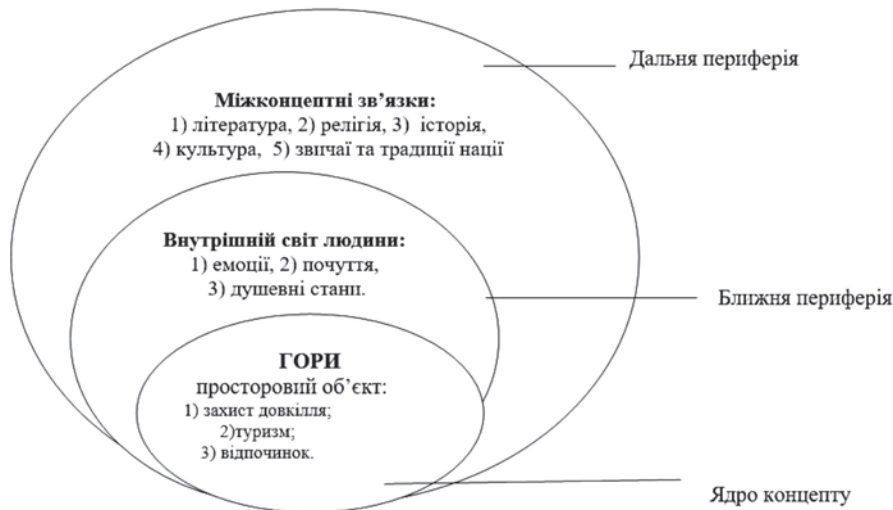 Дальня периферія
Міжконцептні зв’язки:
1) література, 2) релігія, 3) історія,
4) культура, 5) звичаї та традиції нації
Внутрішній світ людини:
1) емоції, 2) почуття,
3) душевні стани.
Ближня периферія
ГОРИ
просторовий об’єкт:
1) захист довкілля;
2)туризм;
3) відпочинок.
Ядро концепту